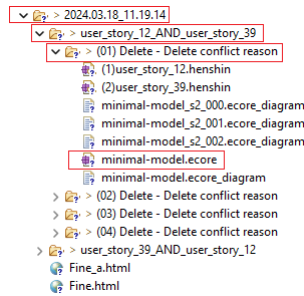 > 2024.03.18_11.19.14
> user_story_12_AND_user_story_39
> (01) Delete - Delete conflict reason
(1)user_story_12.henshin
(2)user_story_39.henshin
minimal-model_s2_000.ecore_diagram
minimal-model_s2_001.ecore_diagram
minimal-model_s2_002.ecore_diagram
minimal-model.ecore
minimal-model.ecore_diagram
> (02) Delete - Delete conflict reason
> (03) Delete - Delete conflict reason
> (04) Delete - Delete conflict reason
> user_story_39_AND_user_story_12
Fine_a.html
Fine.html